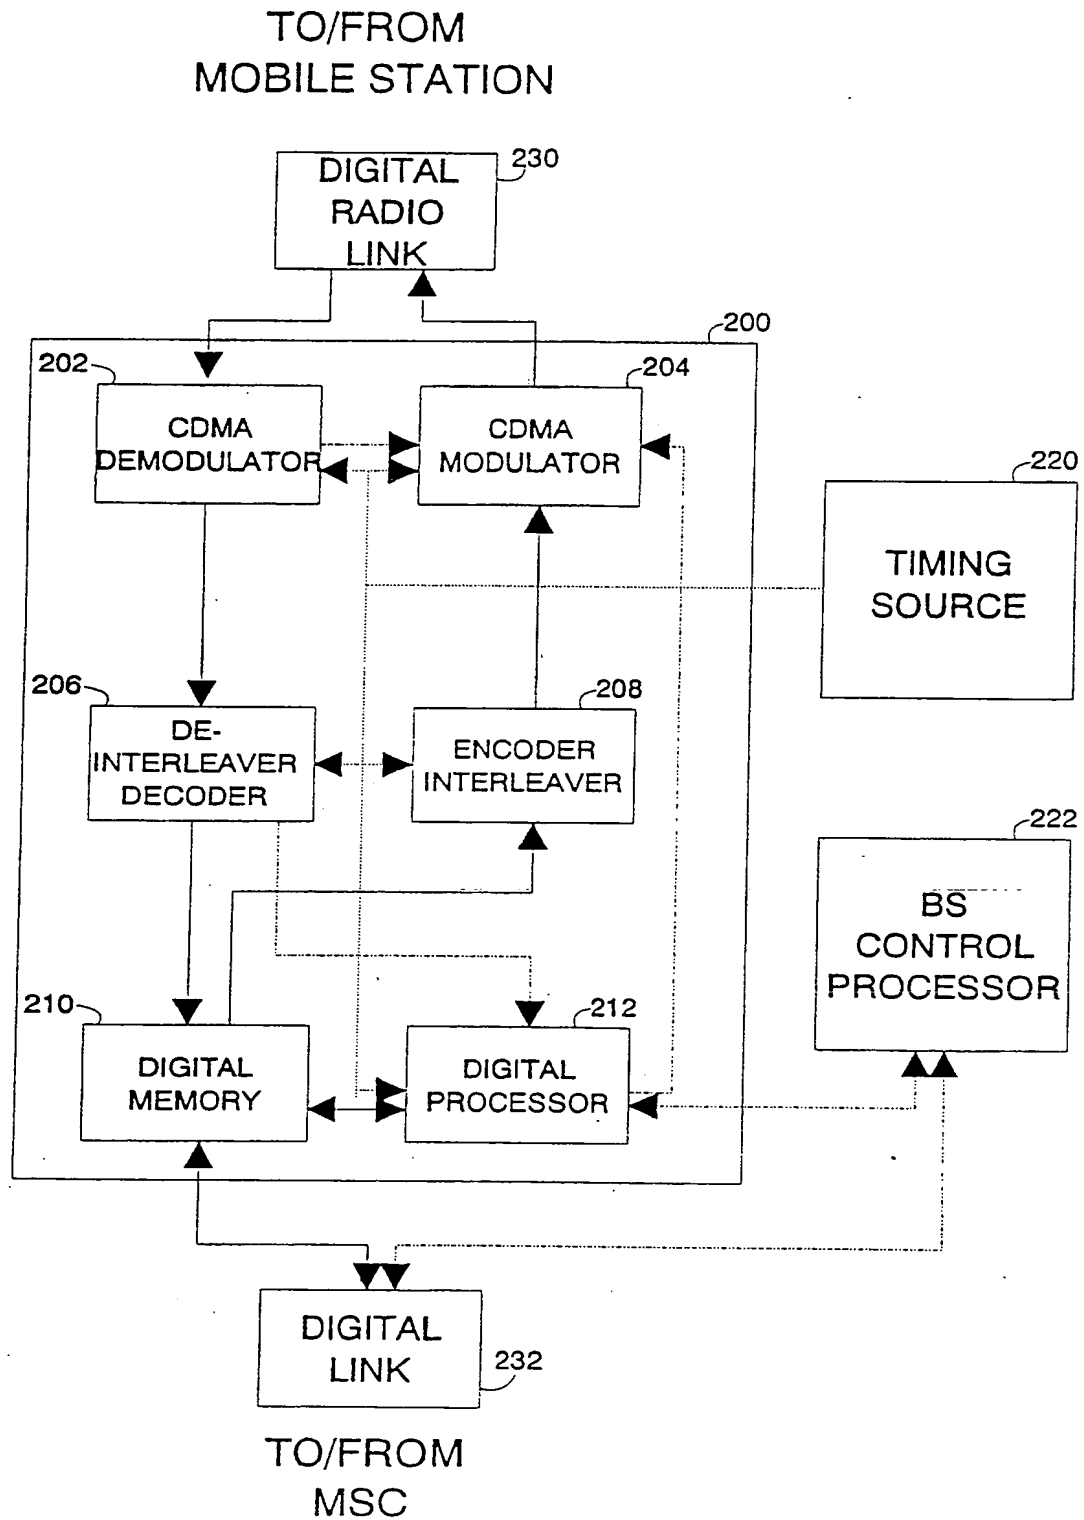 TO/FROM
MOBILE STATION
DIGITAL
RADIO
LINK
230
200
202
CDMA
DEMODULATOR
204
CDMA
MODULATOR
220
TIMING
SOURCE
206
DE-
INTERLEAVER
DECODER
208
ENCODER
INTERLEAVER
222
BS
CONTROL
PROCESSOR
210
DIGITAL
MEMORY
212
DIGITAL
PROCESSOR
DIGITAL
LINK
232
TO/FROM
MSC